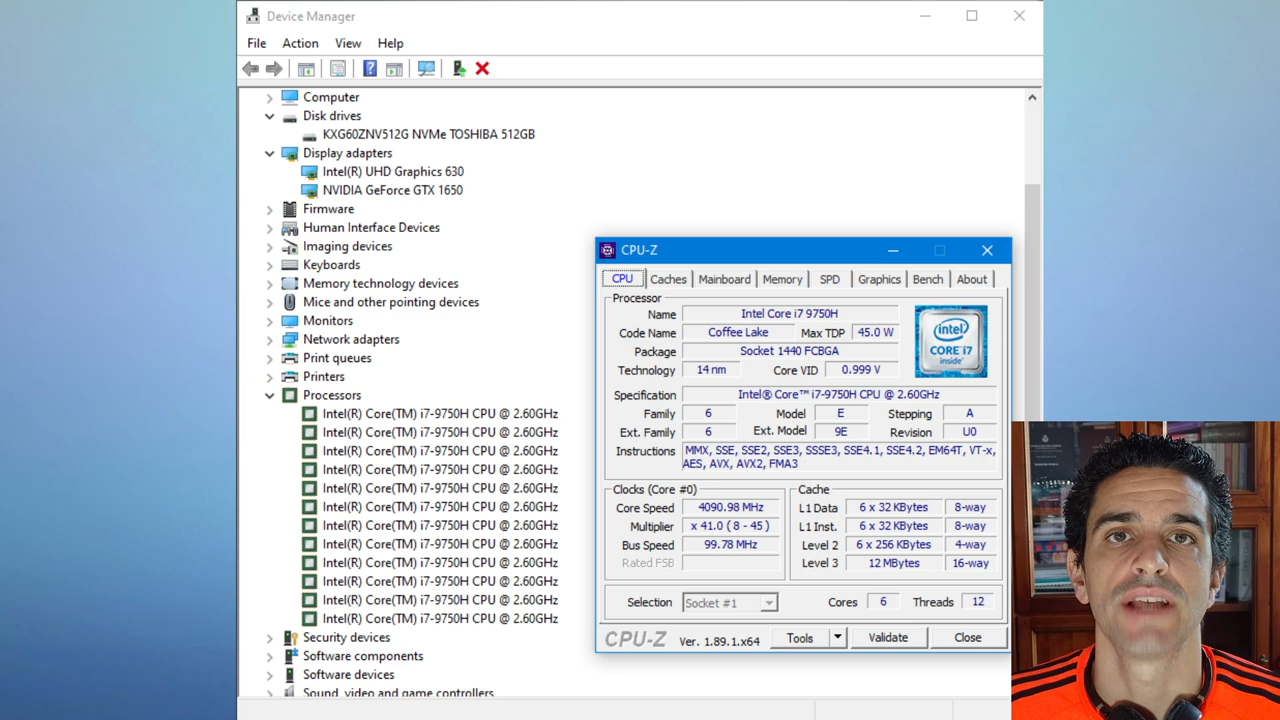 Device Manager
File Action View Help
Computer
Disk drives
KXG60ZNV512G NVMe TOSHIBA 512GB
Display adapters
Intel(R) UHD Graphics 630
NVIDIA GeForce GTX 1650
Firmware
Human Interface Devices
Imaging devices
Keyboards
Memory technology devices
Mice and other pointing devices
Monitors
Network adapters
Print queues
Printers
Processors
Intel(R) Core(TM) i7-9750H CPU @ 2.60GHz
Intel(R) Core(TM) i7-9750H CPU @ 2.60GHz
Intel(R) Core(TM) i7-9750H CPU @ 2.60GHz
Intel(R) Core(TM) i7-9750H CPU @ 2.60GHz
Intel(R) Core(TM) i7-9750H CPU @ 2.60GHz
Intel(R) Core(TM) i7-9750H CPU @ 2.60GHz
Intel(R) Core(TM) i7-9750H CPU @ 2.60GHz
Intel(R) Core(TM) i7-9750H CPU @ 2.60GHz
Intel(R) Core(TM) i7-9750H CPU @ 2.60GHz
Intel(R) Core(TM) i7-9750H CPU @ 2.60GHz
Intel(R) Core(TM) i7-9750H CPU @ 2.60GHz
Intel(R) Core(TM) i7-9750H CPU @ 2.60GHz
Security devices
Software components
Software devices
Sound, video and game controllers
CPU-Z
CPU Caches Mainboard Memory SPD Graphics Bench About
Processor
Name Intel Core i7 9750H
Code Name Coffee Lake Max TDP 45.0 W
Package Socket 1440 FCBGA
Technology 14 nm Core VID 0.999 V
intel
CORE i7
inside™
Specification Intel® Core™ i7-9750H CPU @ 2.60GHz
Family 6 Model E Stepping A
Ext. Family 6 Ext. Model 9E Revision U0
Instructions MMX, SSE, SSE2, SSE3, SSSE3, SSE4.1, SSE4.2, EM64T, VT-x,
AES, AVX, AVX2, FMA3
Clocks (Core #0)
Core Speed 4090.98 MHz
Multiplier x 41.0 ( 8 - 45 )
Bus Speed 99.78 MHz
Rated FSB
Cache
L1 Data 6 x 32 KBytes 8-way
L1 Inst. 6 x 32 KBytes 8-way
Level 2 6 x 256 KBytes 4-way
Level 3 12 MBytes 16-way
Selection Socket #1 Cores 6 Threads 12
CPU-Z Ver. 1.89.1.x64 Tools Validate Close